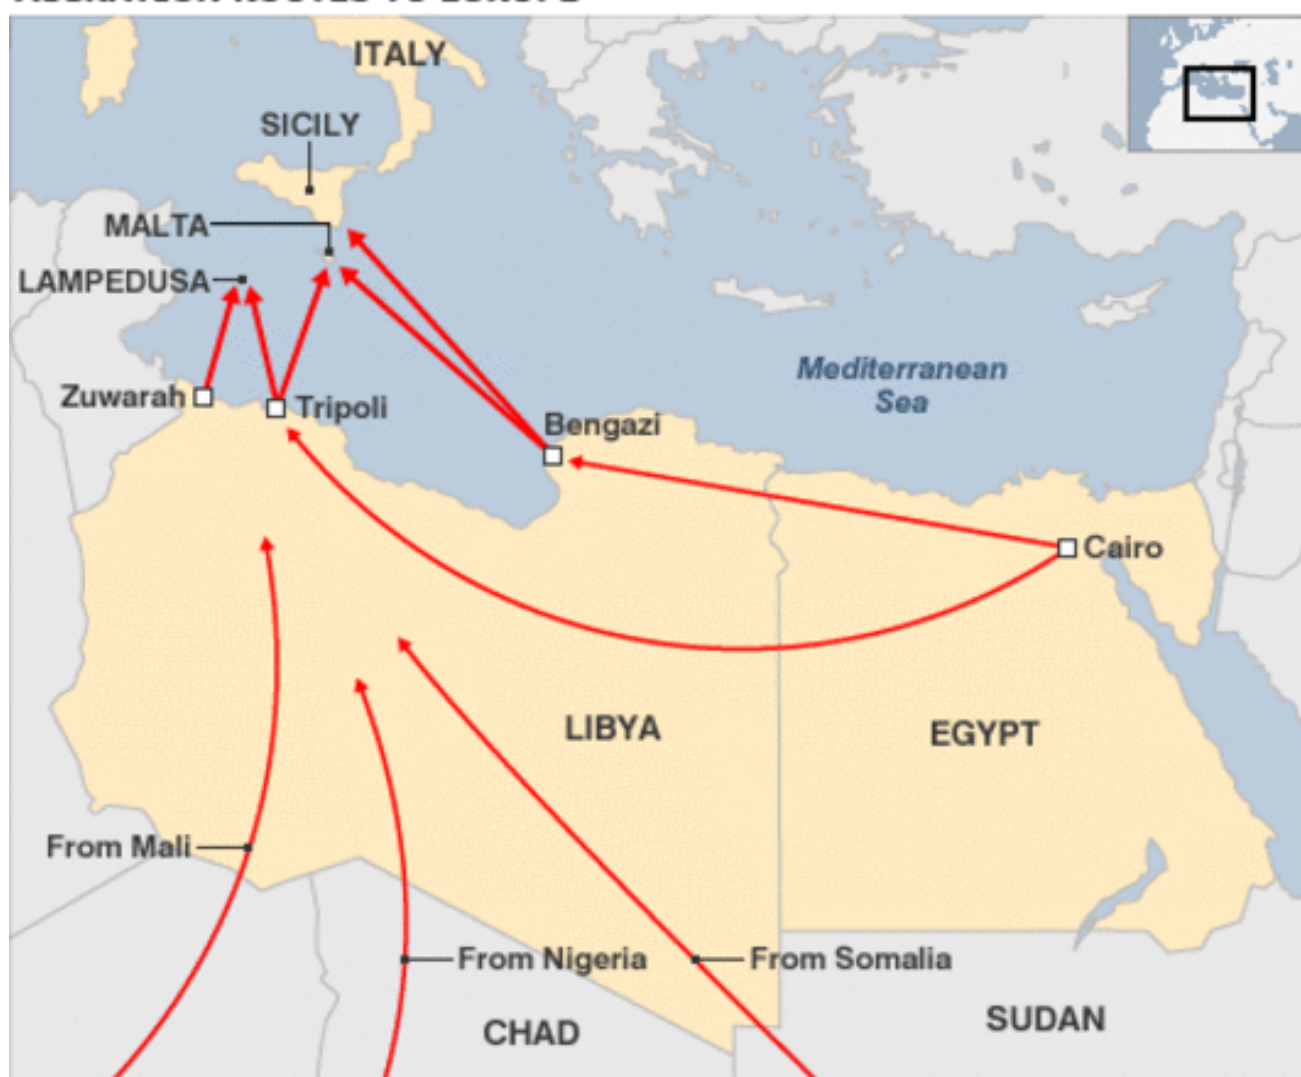 ITALY
SICILY
MALTA
LAMPEDUSA
Mediterranean
Sea
Zuwarah
Tripoli
Bengazi
Cairo
LIBYA
EGYPT
From Mali
From Nigeria
From Somalia
CHAD
SUDAN